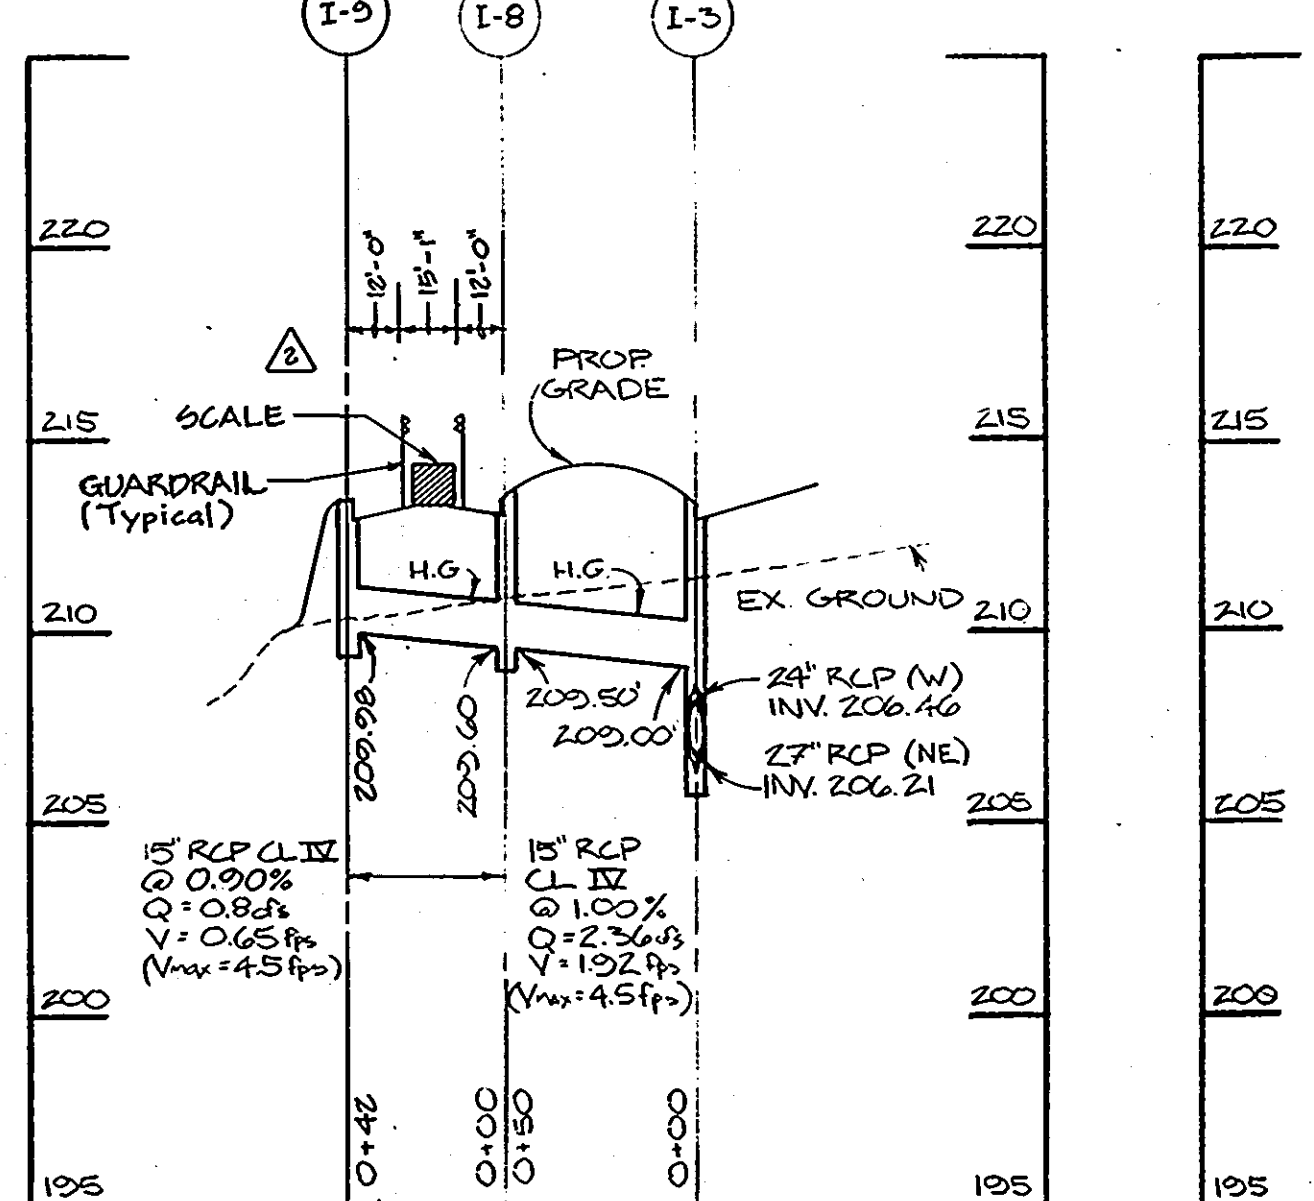 I-9
I-8
I-3
220
220
220
12'-0"
15'-1"
12'-0"
2
PROP.
GRADE
SCALE
215
215
215
GUARDRAIL
(Typical)
H.G
H.G.
EX. GROUND
210
210
210
209.98
209.60
209.50'
209.00'
24" RCP (W)
INV. 206.46
27" RCP (NE)
INV. 206.21
205
205
205
15" RCP CL IV
@ 0.90%
Q = 0.8cfs
V = 0.65 fps
(Vmax = 4.5 fps)
15" RCP
CL IV
@ 1.00%
Q = 2.36 cfs
V = 1.92 fps
(Vmax = 4.5 fps)
200
200
200
0+42
0+00
0+50
0+00
195
195
195